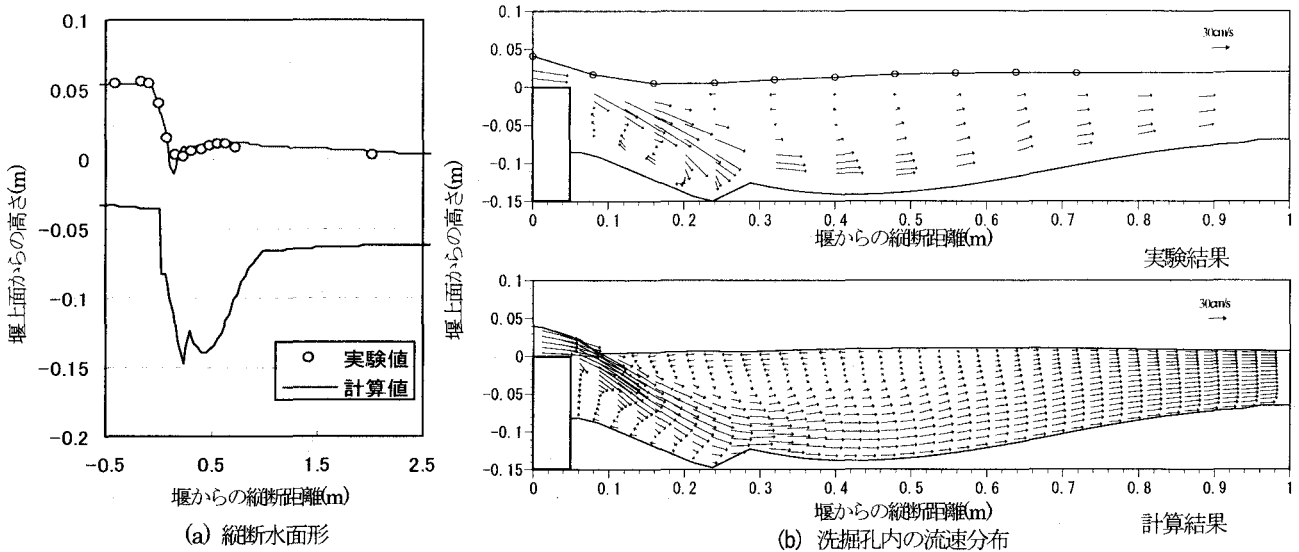 0.1
0.05
0
-0.05
-0.1
-0.15
-0.2
-0.5
0.5
1.5
2.5
堰上面からの高さ(m)
○ 実験値
計算値
堰からの縦断距離(m)
(a) 縦断水面形
0.1
0.05
0
-0.05
-0.1
-0.15
堰上面からの高さ(m)
30cm/s
0 0.1 0.2 0.3 0.4 0.5 0.6 0.7 0.8 0.9 1
堰からの縦断距離(m)
実験結果
0.1
0.05
0
-0.05
-0.1
-0.15
堰上面からの高さ(m)
30cm/s
0 0.1 0.2 0.3 0.4 0.5 0.6 0.7 0.8 0.9 1
堰からの縦断距離(m)
計算結果
(b) 洗掘孔内の流速分布